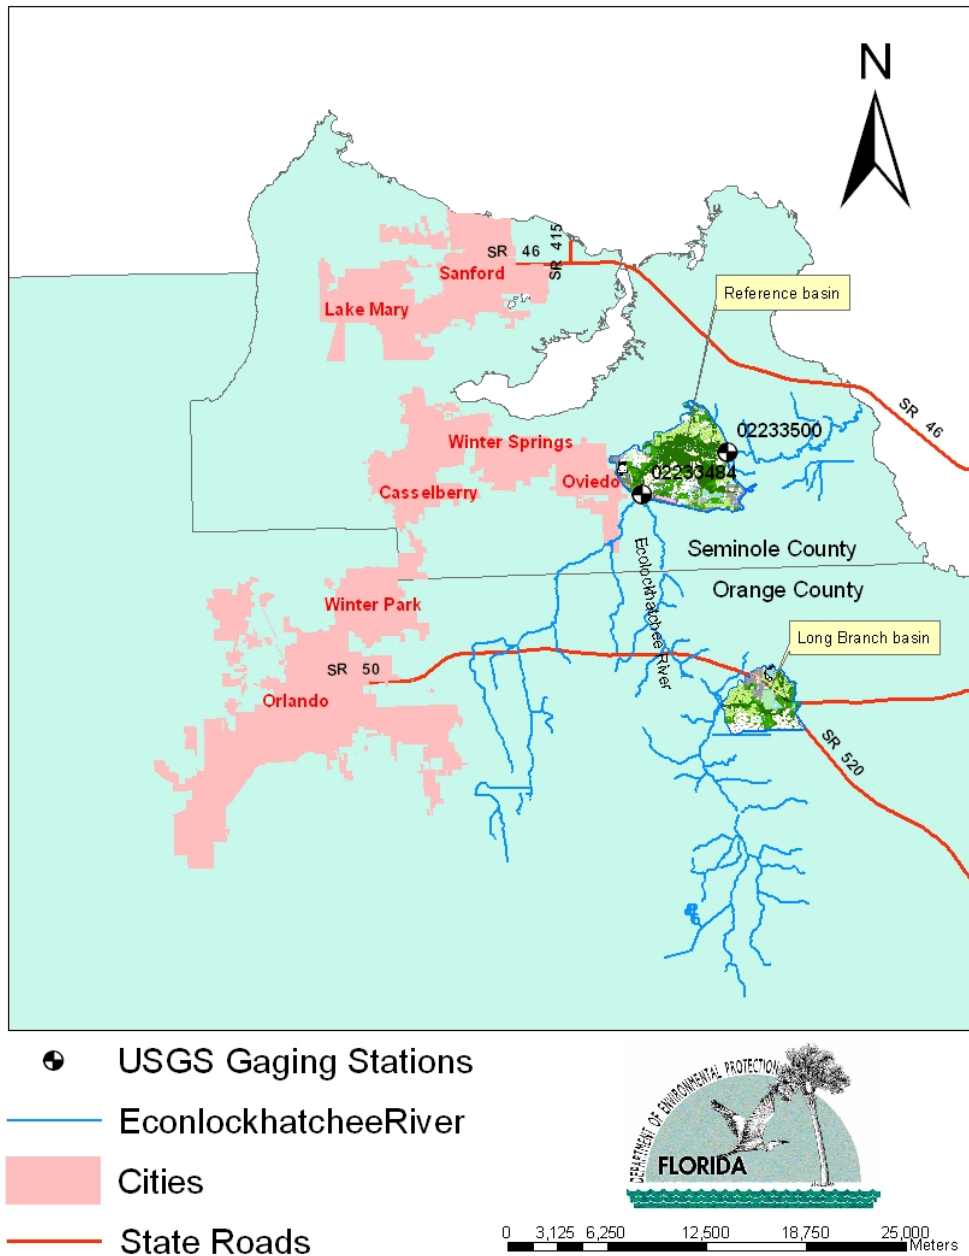 N
SR 415
SR 46
Sanford
Reference basin
Lake Mary
SR 46
02233500
Winter Springs
02233484
Oviedo
Casselberry
Ecolockhatchee River
Seminole County
Orange County
Winter Park
Long Branch basin
SR 50
Orlando
SR 520
USGS Gaging Stations
EconlockhatcheeRiver
Cities
State Roads
DEPARTMENT OF ENVIRONMENTAL PROTECTION
FLORIDA
0 3,125 6,250 12,500 18,750 25,000
Meters